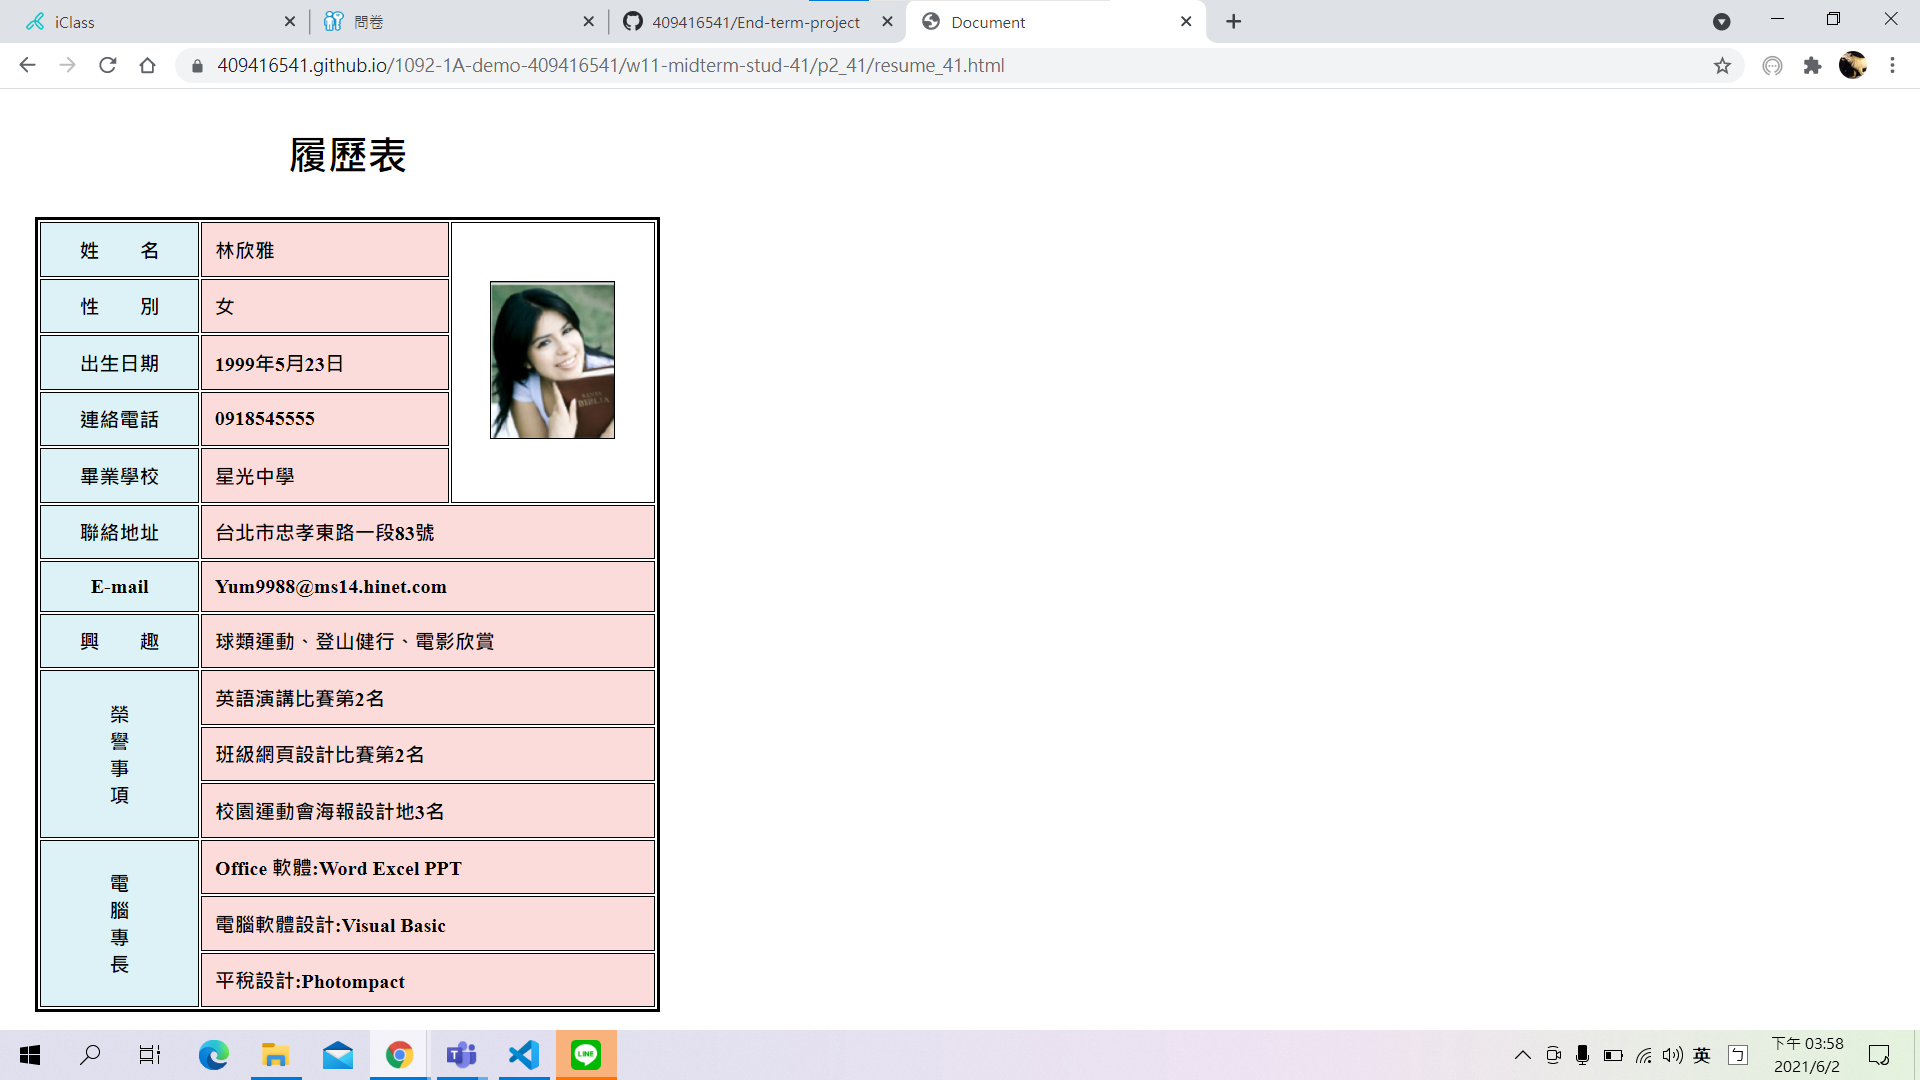 iClass
問卷
409416541/End-term-project
Document
409416541.github.io/1092-1A-demo-409416541/w11-midterm-stud-41/p2_41/resume_41.html
履歷表
姓 名 林欣雅
性 別 女
出生日期 1999年5月23日
連絡電話 0918545555
畢業學校 星光中學
BIBLIA
聯絡地址 台北市忠孝東路一段83號
E-mail Yum9988@ms14.hinet.com
興 趣 球類運動、登山健行、電影欣賞
榮
譽
事
項
英語演講比賽第2名
班級網頁設計比賽第2名
校園運動會海報設計地3名
電
腦
專
長
Office 軟體:Word Excel PPT
電腦軟體設計:Visual Basic
平稅設計:Photompact
LINE
英
ㄅ
下午 03:58
2021/6/2